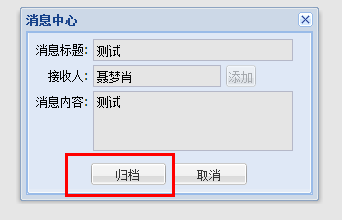 消息中心
消息标题: 测试
接收人: 聂梦肖 添加
消息内容: 测试
归档 取消